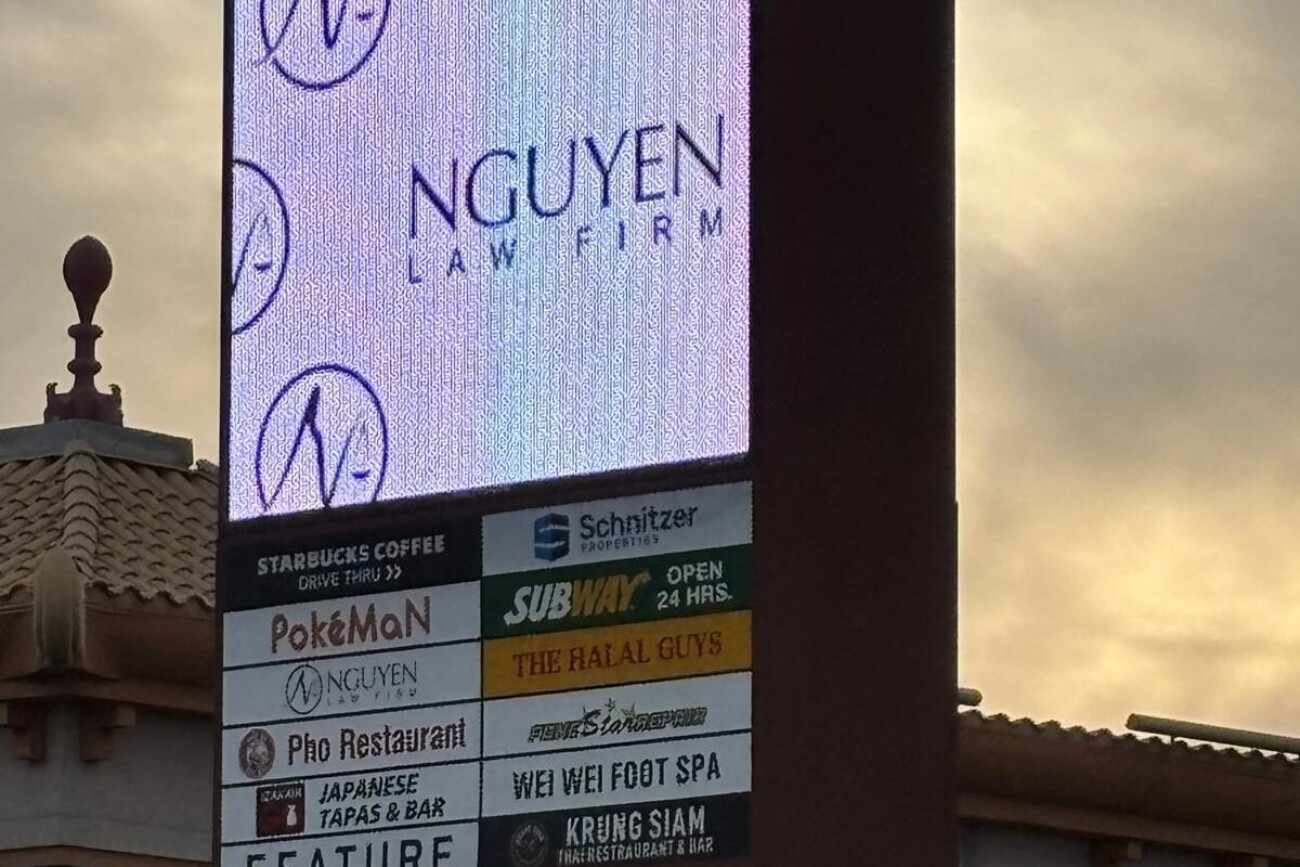 NGUYEN
LAW FIRM
STARBUCKS COFFEE
DRIVE THRU >>
PokéMaN
NGUYEN
LAW FIRM
Pho Restaurant
JAPANESE
TAPAS & BAR
FEATURE
Schnitzer
PROPERTIES
SUBWAY
OPEN
24 HRS.
THE HALAL GUYS
WEI WEI FOOT SPA
KRUNG SIAM
THAI RESTAURANT & BAR